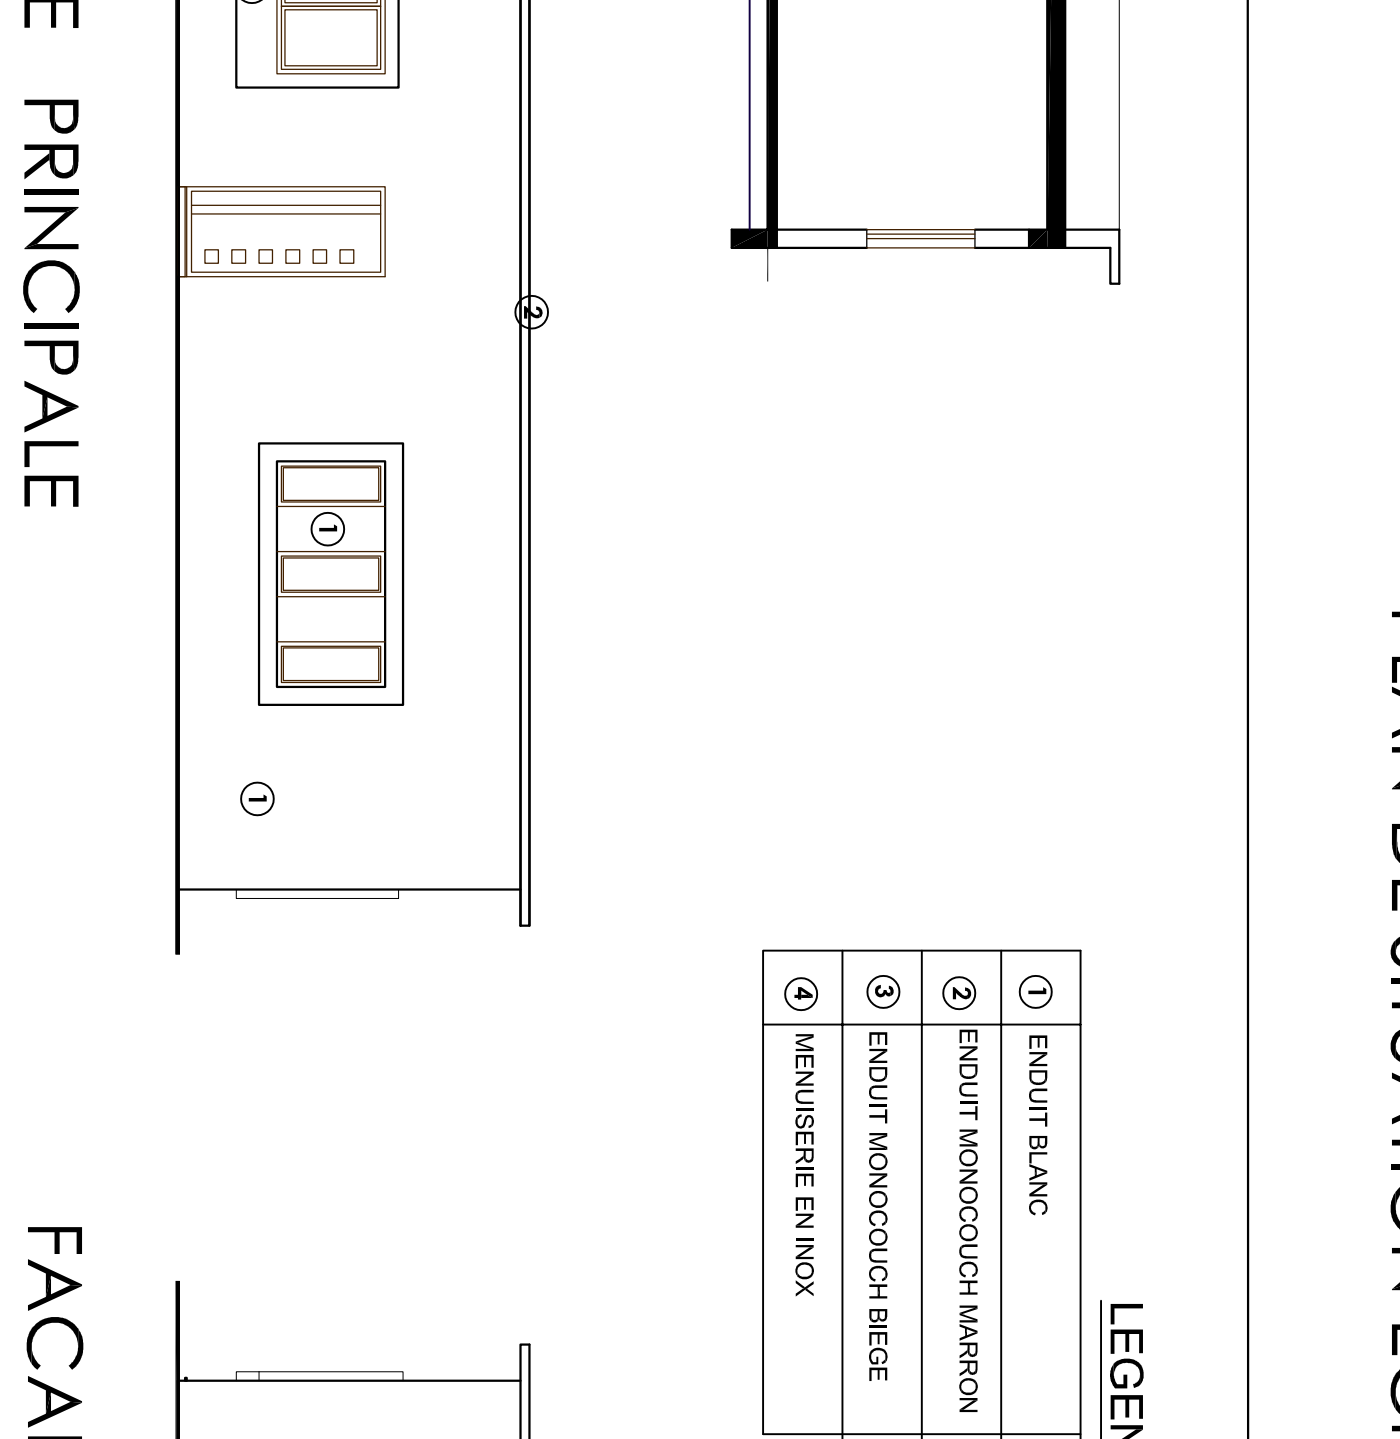 E PRINCIPALE
2
1
1
LEGEN
1 ENDUIT BLANC
2 ENDUIT MONOCOUCH MARRON
3 ENDUIT MONOCOUCH BIEGE
4 MENUISERIE EN INOX
FACA